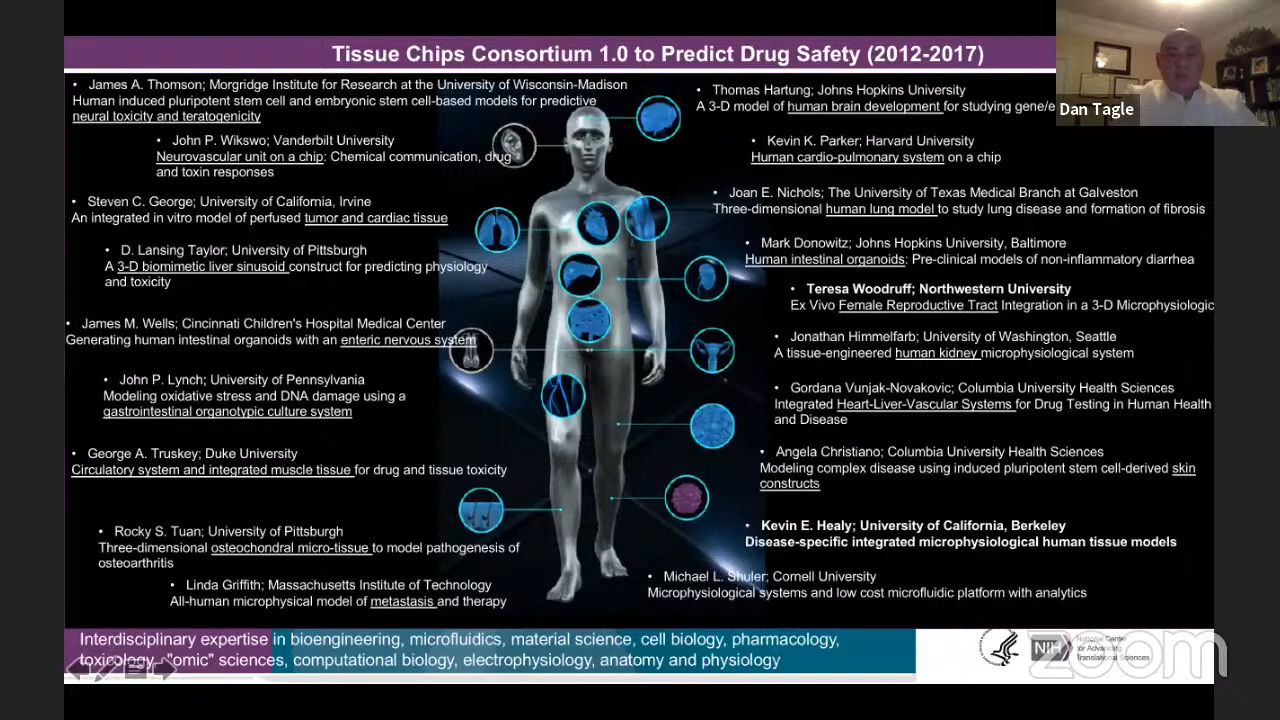 Tissue Chips Consortium 1.0 to Predict Drug Safety (2012-2017)
• James A. Thomson; Morgridge Institute for Research at the University of Wisconsin-Madison
Human induced pluripotent stem cell and embryonic stem cell-based models for predictive
neural toxicity and teratogenicity
• John P. Wikswo; Vanderbilt University
Neurovascular unit on a chip: Chemical communication, drug
and toxin responses
• Steven C. George; University of California, Irvine
An integrated in vitro model of perfused tumor and cardiac tissue
• D. Lansing Taylor; University of Pittsburgh
A 3-D biomimetic liver sinusoid construct for predicting physiology
and toxicity
• James M. Wells; Cincinnati Children's Hospital Medical Center
Generating human intestinal organoids with an enteric nervous system
• John P. Lynch; University of Pennsylvania
Modeling oxidative stress and DNA damage using a
gastrointestinal organotypic culture system
• George A. Truskey; Duke University
Circulatory system and integrated muscle tissue for drug and tissue toxicity
• Rocky S. Tuan; University of Pittsburgh
Three-dimensional osteochondral micro-tissue to model pathogenesis of
osteoarthritis
• Linda Griffith; Massachusetts Institute of Technology
All-human microphysical model of metastasis and therapy
• Thomas Hartung; Johns Hopkins University
A 3-D model of human brain development for studying gene/e
Dan Tagle
• Kevin K. Parker; Harvard University
Human cardio-pulmonary system on a chip
• Joan E. Nichols; The University of Texas Medical Branch at Galveston
Three-dimensional human lung model to study lung disease and formation of fibrosis
• Mark Donowitz; Johns Hopkins University, Baltimore
Human intestinal organoids: Pre-clinical models of non-inflammatory diarrhea
• Teresa Woodruff; Northwestern University
Ex Vivo Female Reproductive Tract Integration in a 3-D Microphysiologic
• Jonathan Himmelfarb; University of Washington, Seattle
A tissue-engineered human kidney microphysiological system
• Gordana Vunjak-Novakovic; Columbia University Health Sciences
Integrated Heart-Liver-Vascular Systems for Drug Testing in Human Health
and Disease
• Angela Christiano; Columbia University Health Sciences
Modeling complex disease using induced pluripotent stem cell-derived skin
constructs
• Kevin E. Healy; University of California, Berkeley
Disease-specific integrated microphysiological human tissue models
• Michael L. Shuler; Cornell University
Microphysiological systems and low cost microfluidic platform with analytics
Interdisciplinary expertise in bioengineering, microfluidics, material science, cell biology, pharmacology,
toxicology, "omic" sciences, computational biology, electrophysiology, anatomy and physiology
NIH
National Center
for Advancing
Translational Sciences
zoom